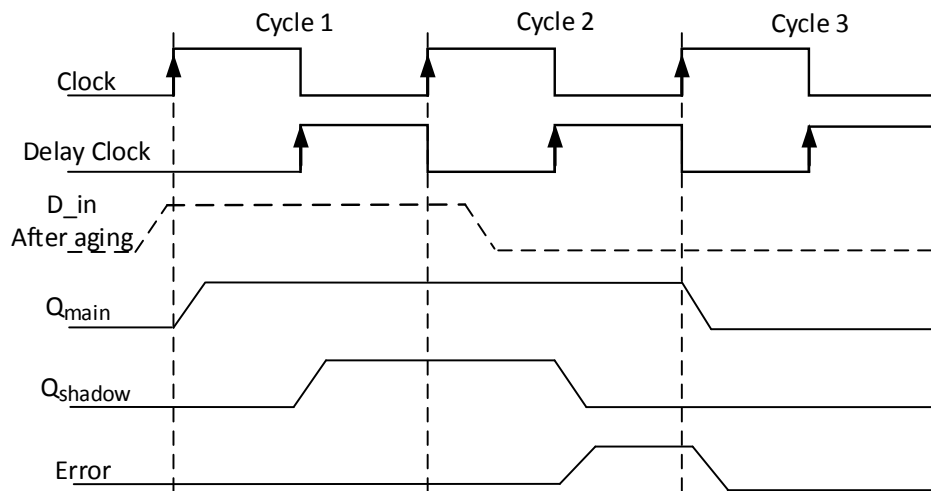 Cycle 1 Cycle 2 Cycle 3
Clock
Delay Clock
D_in
After aging
Qmain
Qshadow
Error